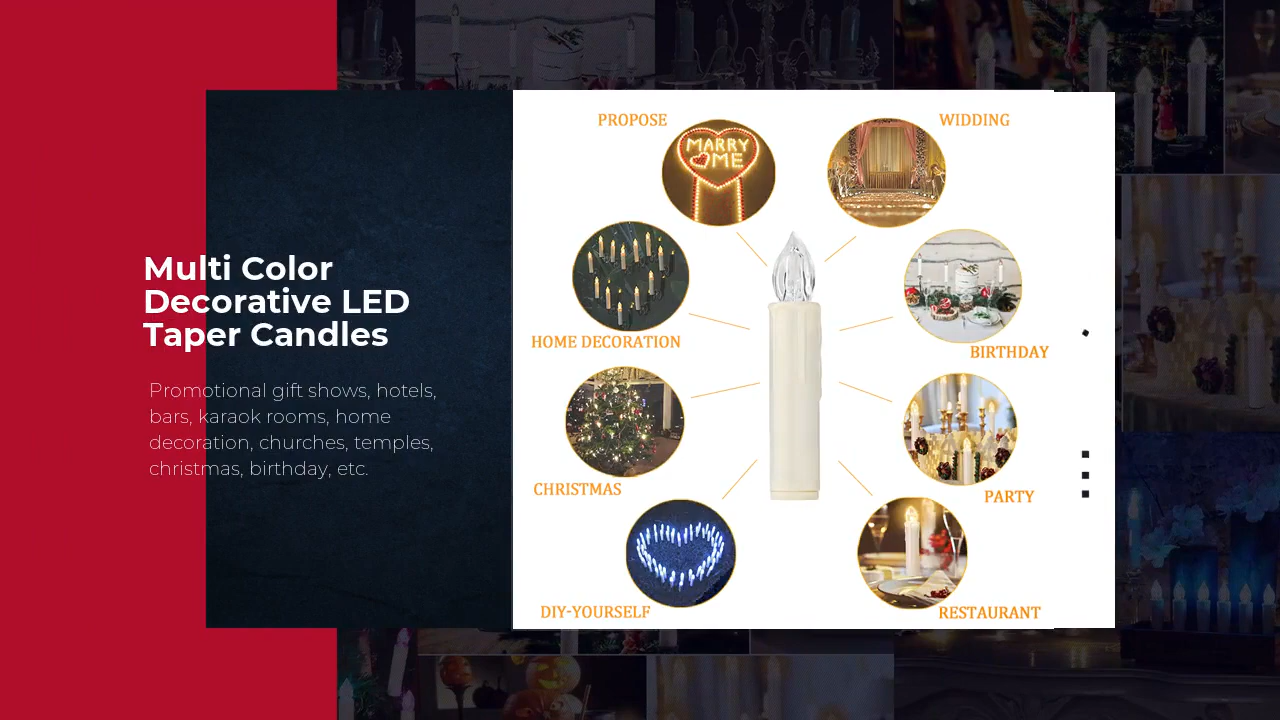 Multi Color
Decorative LED
Taper Candles
Promotional gift shows, hotels,
bars, karaok rooms, home
decoration, churches, temples,
christmas, birthday, etc.
PROPOSE
MARRY
ME
WIDDING
HOME DECORATION
BIRTHDAY
CHRISTMAS
PARTY
DIY-YOURSELF
RESTAURANT